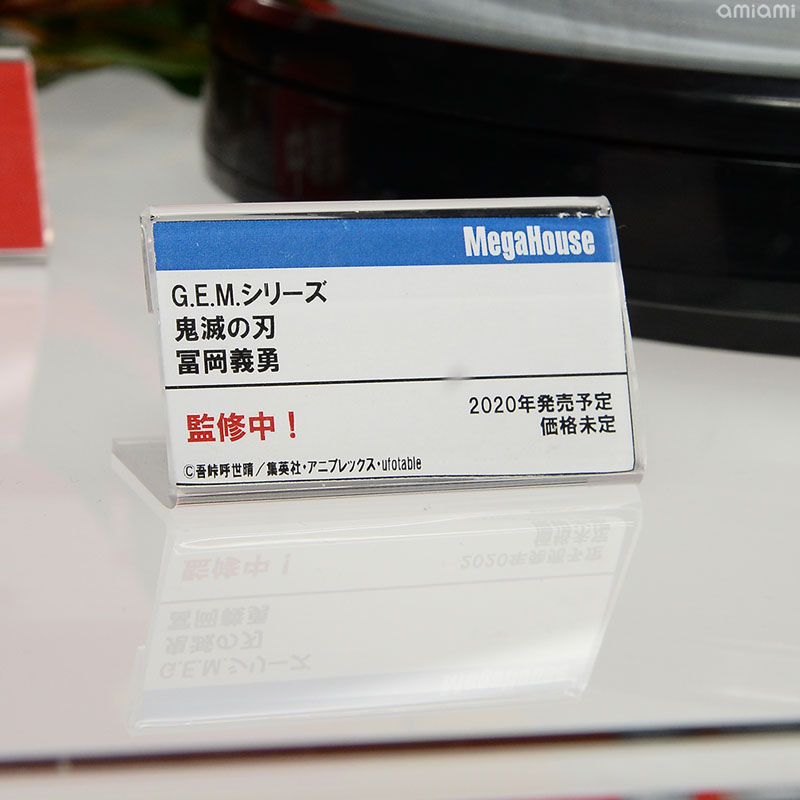 amiami
MegaHouse
G.E.M.シリーズ
鬼滅の刃
冨岡義勇
監修中！
2020年発売予定
価格未定
©吾峠呼世晴／集英社・アニプレックス・ufotable